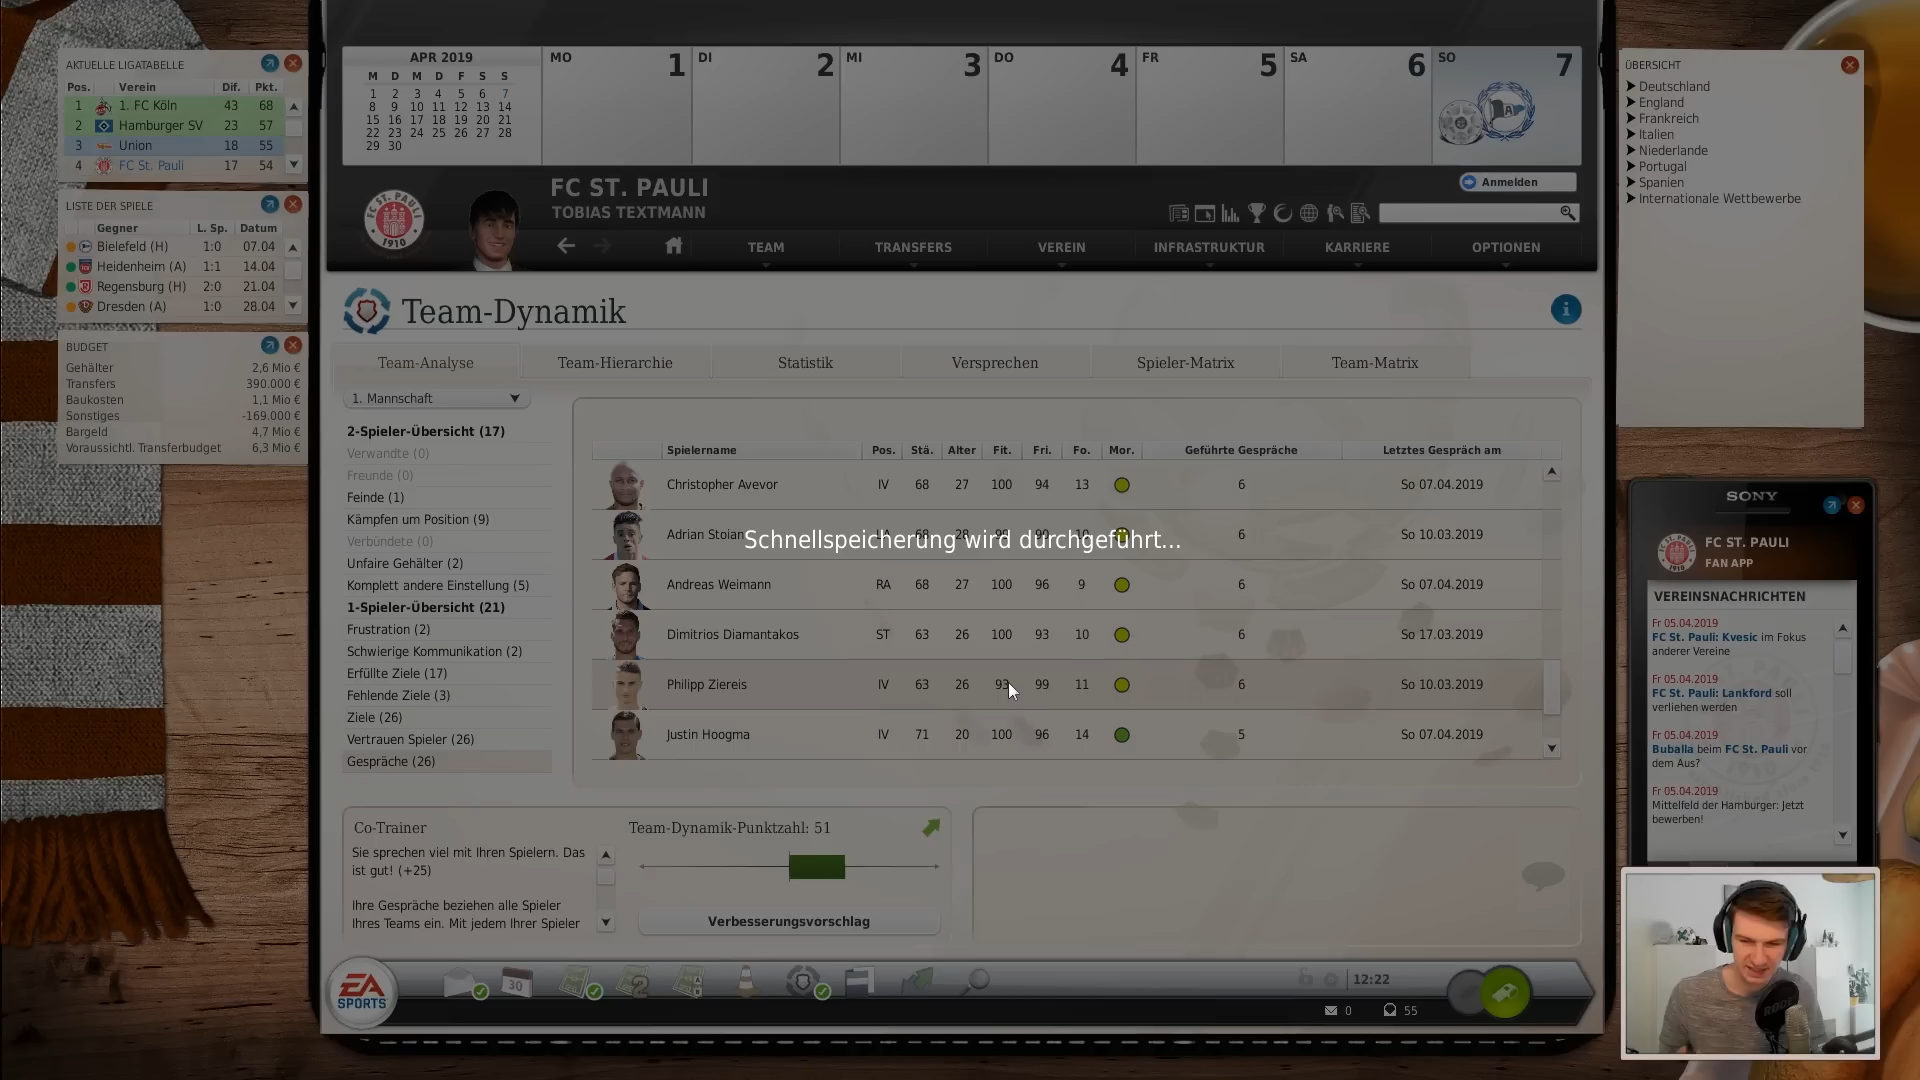 AKTUELLE LIGATABELLE
Pos. Verein Dif. Pkt.
1 1. FC Köln 43 68
2 Hamburger SV 23 57
3 Union 18 55
4 FC St. Pauli 17 54
LISTE DER SPIELE
Gegner L. Sp. Datum
Bielefeld (H) 1:0 07.04
Heidenheim (A) 1:1 14.04
Regensburg (H) 2:0 21.04
Dresden (A) 1:0 28.04
BUDGET
Gehälter 2,6 Mio €
Transfers 390.000 €
Baukosten 1,1 Mio €
Sonstiges -169.000 €
Bargeld 4,7 Mio €
Voraussichtl. Transferbudget 6,3 Mio €
APR 2019
M D M D F S S
1 2 3 4 5 6 7
8 9 10 11 12 13 14
15 16 17 18 19 20 21
22 23 24 25 26 27 28
29 30
MO 1 DI 2 MI 3 DO 4 FR 5 SA 6 SO 7
FC ST. PAULI
TOBIAS TEXTMANN
FC ST. PAULI
1910
Anmelden
TEAM TRANSFERS VEREIN INFRASTRUKTUR KARRIERE OPTIONEN
Team-Dynamik
Team-Analyse Team-Hierarchie Statistik Versprechen Spieler-Matrix Team-Matrix
1. Mannschaft
2-Spieler-Übersicht (17)
Verwandte (0)
Freunde (0)
Feinde (1)
Kämpfen um Position (9)
Verbündete (0)
Unfaire Gehälter (2)
Komplett andere Einstellung (5)
1-Spieler-Übersicht (21)
Frustration (2)
Schwierige Kommunikation (2)
Erfüllte Ziele (17)
Fehlende Ziele (3)
Ziele (26)
Vertrauen Spieler (26)
Gespräche (26)
Spielername Pos. Stä. Alter Fit. Fri. Fo. Mor. Geführte Gespräche Letztes Gespräch am
Christopher Avevor IV 68 27 100 94 13 6 So 07.04.2019
Adrian Stoian 68 6 So 10.03.2019
Schnellspeicherung wird durchgeführt...
Andreas Weimann RA 68 27 100 96 9 6 So 07.04.2019
Dimitrios Diamantakos ST 63 26 100 93 10 6 So 17.03.2019
Philipp Ziereis IV 63 26 93 99 11 6 So 10.03.2019
Justin Hoogma IV 71 20 100 96 14 5 So 07.04.2019
Co-Trainer
Sie sprechen viel mit Ihren Spielern. Das
ist gut! (+25)
Ihre Gespräche beziehen alle Spieler
Ihres Teams ein. Mit jedem Ihrer Spieler
Team-Dynamik-Punktzahl: 51
Verbesserungsvorschlag
EA
SPORTS
30
2
12:22
0 55
ÜBERSICHT
Deutschland
England
Frankreich
Italien
Niederlande
Portugal
Spanien
Internationale Wettbewerbe
SONY
FC ST. PAULI
FAN APP
VEREINSNACHRICHTEN
Fr 05.04.2019
FC St. Pauli: Kvesic im Fokus
anderer Vereine
Fr 05.04.2019
FC St. Pauli: Lankford soll
verliehen werden
Fr 05.04.2019
Buballa beim FC St. Pauli vor
dem Aus?
Fr 05.04.2019
Mittelfeld der Hamburger: Jetzt
bewerben!
RODE